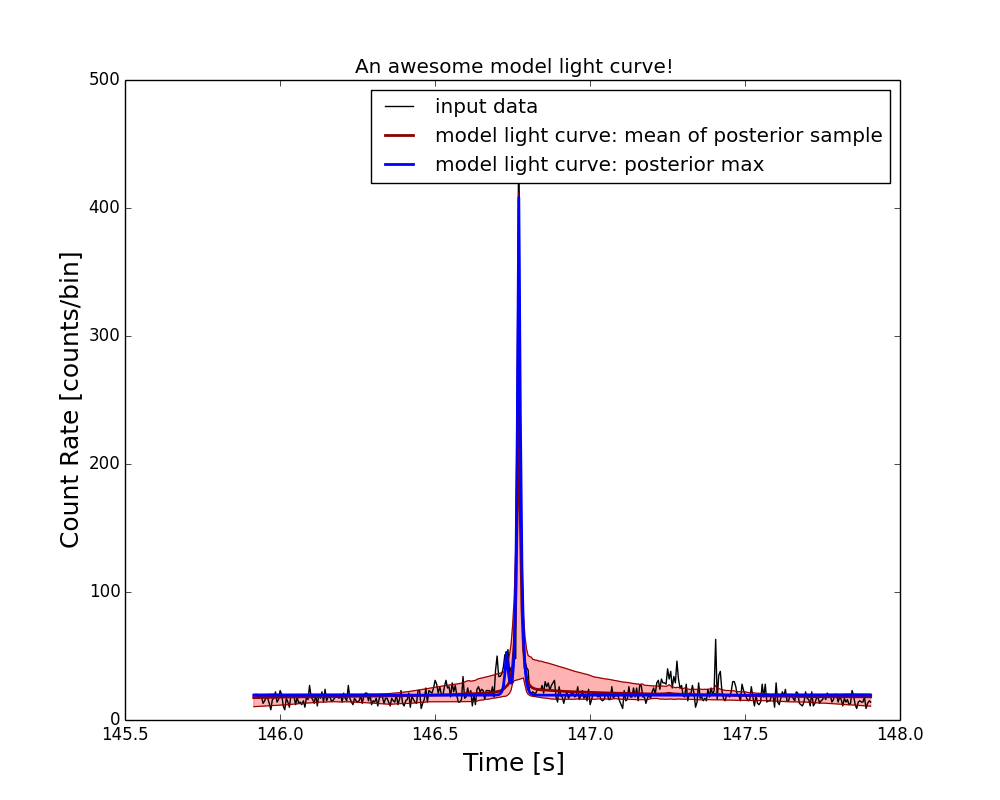 An awesome model light curve!
500
400
300
200
100
0
input data
model light curve: mean of posterior sample
model light curve: posterior max
Count Rate [counts/bin]
145.5
146.0
146.5
147.0
147.5
148.0
Time [s]